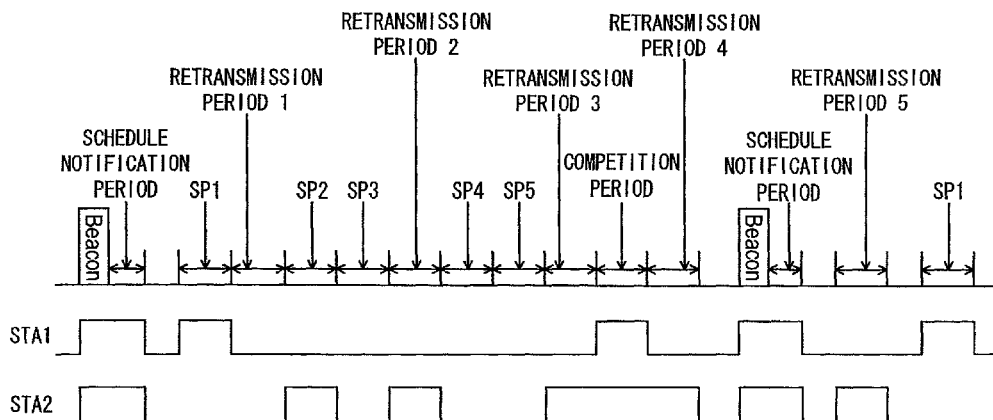 RETRANSMISSION
PERIOD 2
RETRANSMISSION
PERIOD 4
RETRANSMISSION
PERIOD 1
RETRANSMISSION
PERIOD 3
RETRANSMISSION
PERIOD 5
SCHEDULE
NOTIFICATION
PERIOD
SP1
SP2
SP3
SP4
SP5
COMPETITION
PERIOD
SCHEDULE
NOTIFICATION
PERIOD
SP1
Beacon
Beacon
STA1
STA2